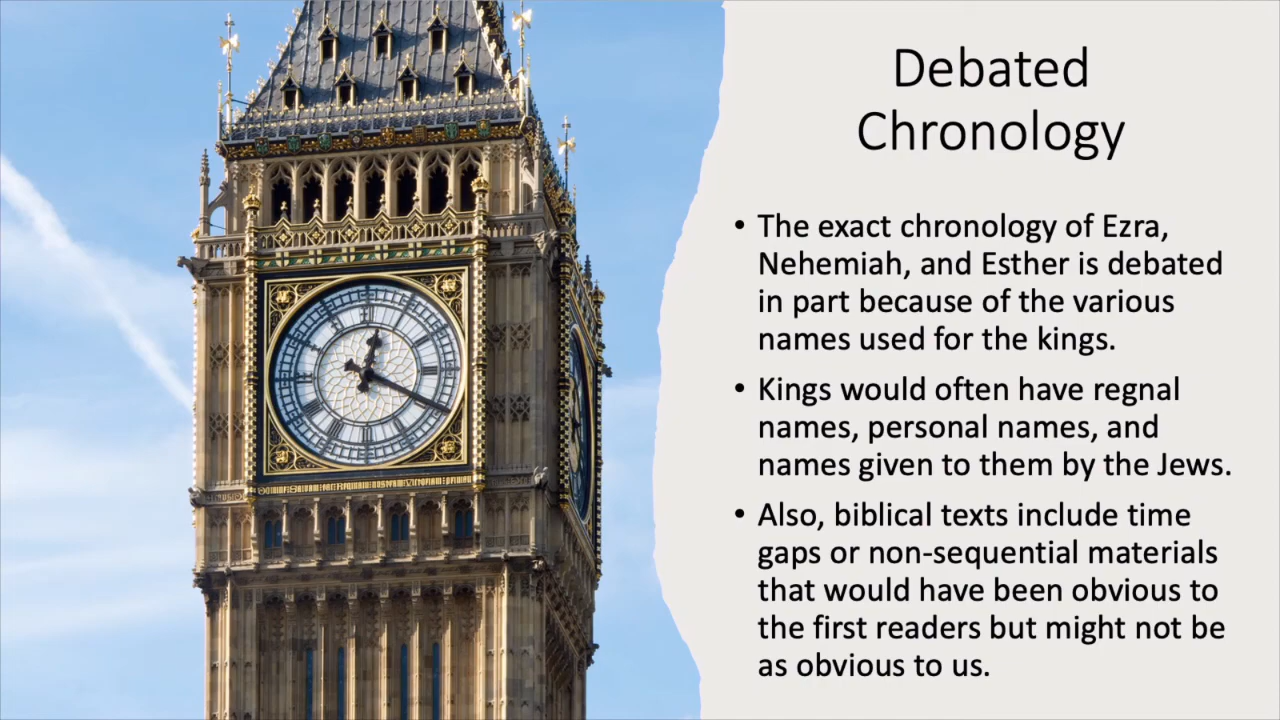 Debated
Chronology
• The exact chronology of Ezra,
Nehemiah, and Esther is debated
in part because of the various
names used for the kings.
• Kings would often have regnal
names, personal names, and
names given to them by the Jews.
• Also, biblical texts include time
gaps or non-sequential materials
that would have been obvious to
the first readers but might not be
as obvious to us.